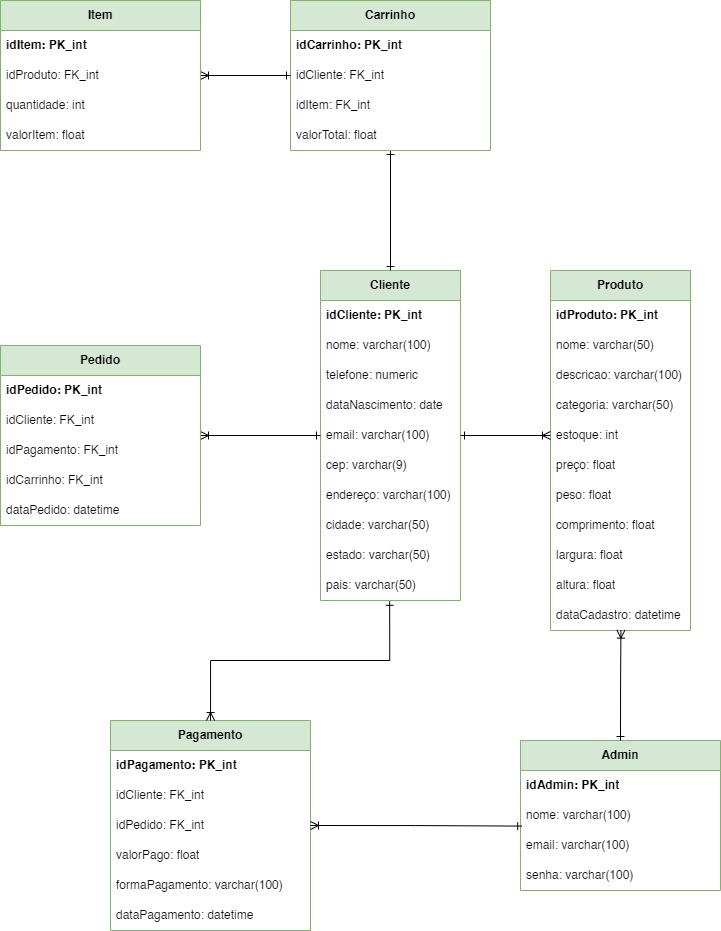 Item
idItem: PK_int
idProduto: FK_int
quantidade: int
valorItem: float
Carrinho
idCarrinho: PK_int
idCliente: FK_int
idItem: FK_int
valorTotal: float
Cliente
idCliente: PK_int
nome: varchar(100)
telefone: numeric
dataNascimento: date
email: varchar(100)
cep: varchar(9)
endereço: varchar(100)
cidade: varchar(50)
estado: varchar(50)
pais: varchar(50)
Produto
idProduto: PK_int
nome: varchar(50)
descricao: varchar(100)
categoria: varchar(50)
estoque: int
preço: float
peso: float
comprimento: float
largura: float
altura: float
dataCadastro: datetime
Pedido
idPedido: PK_int
idCliente: FK_int
idPagamento: FK_int
idCarrinho: FK_int
dataPedido: datetime
Pagamento
idPagamento: PK_int
idCliente: FK_int
idPedido: FK_int
valorPago: float
formaPagamento: varchar(100)
dataPagamento: datetime
Admin
idAdmin: PK_int
nome: varchar(100)
email: varchar(100)
senha: varchar(100)